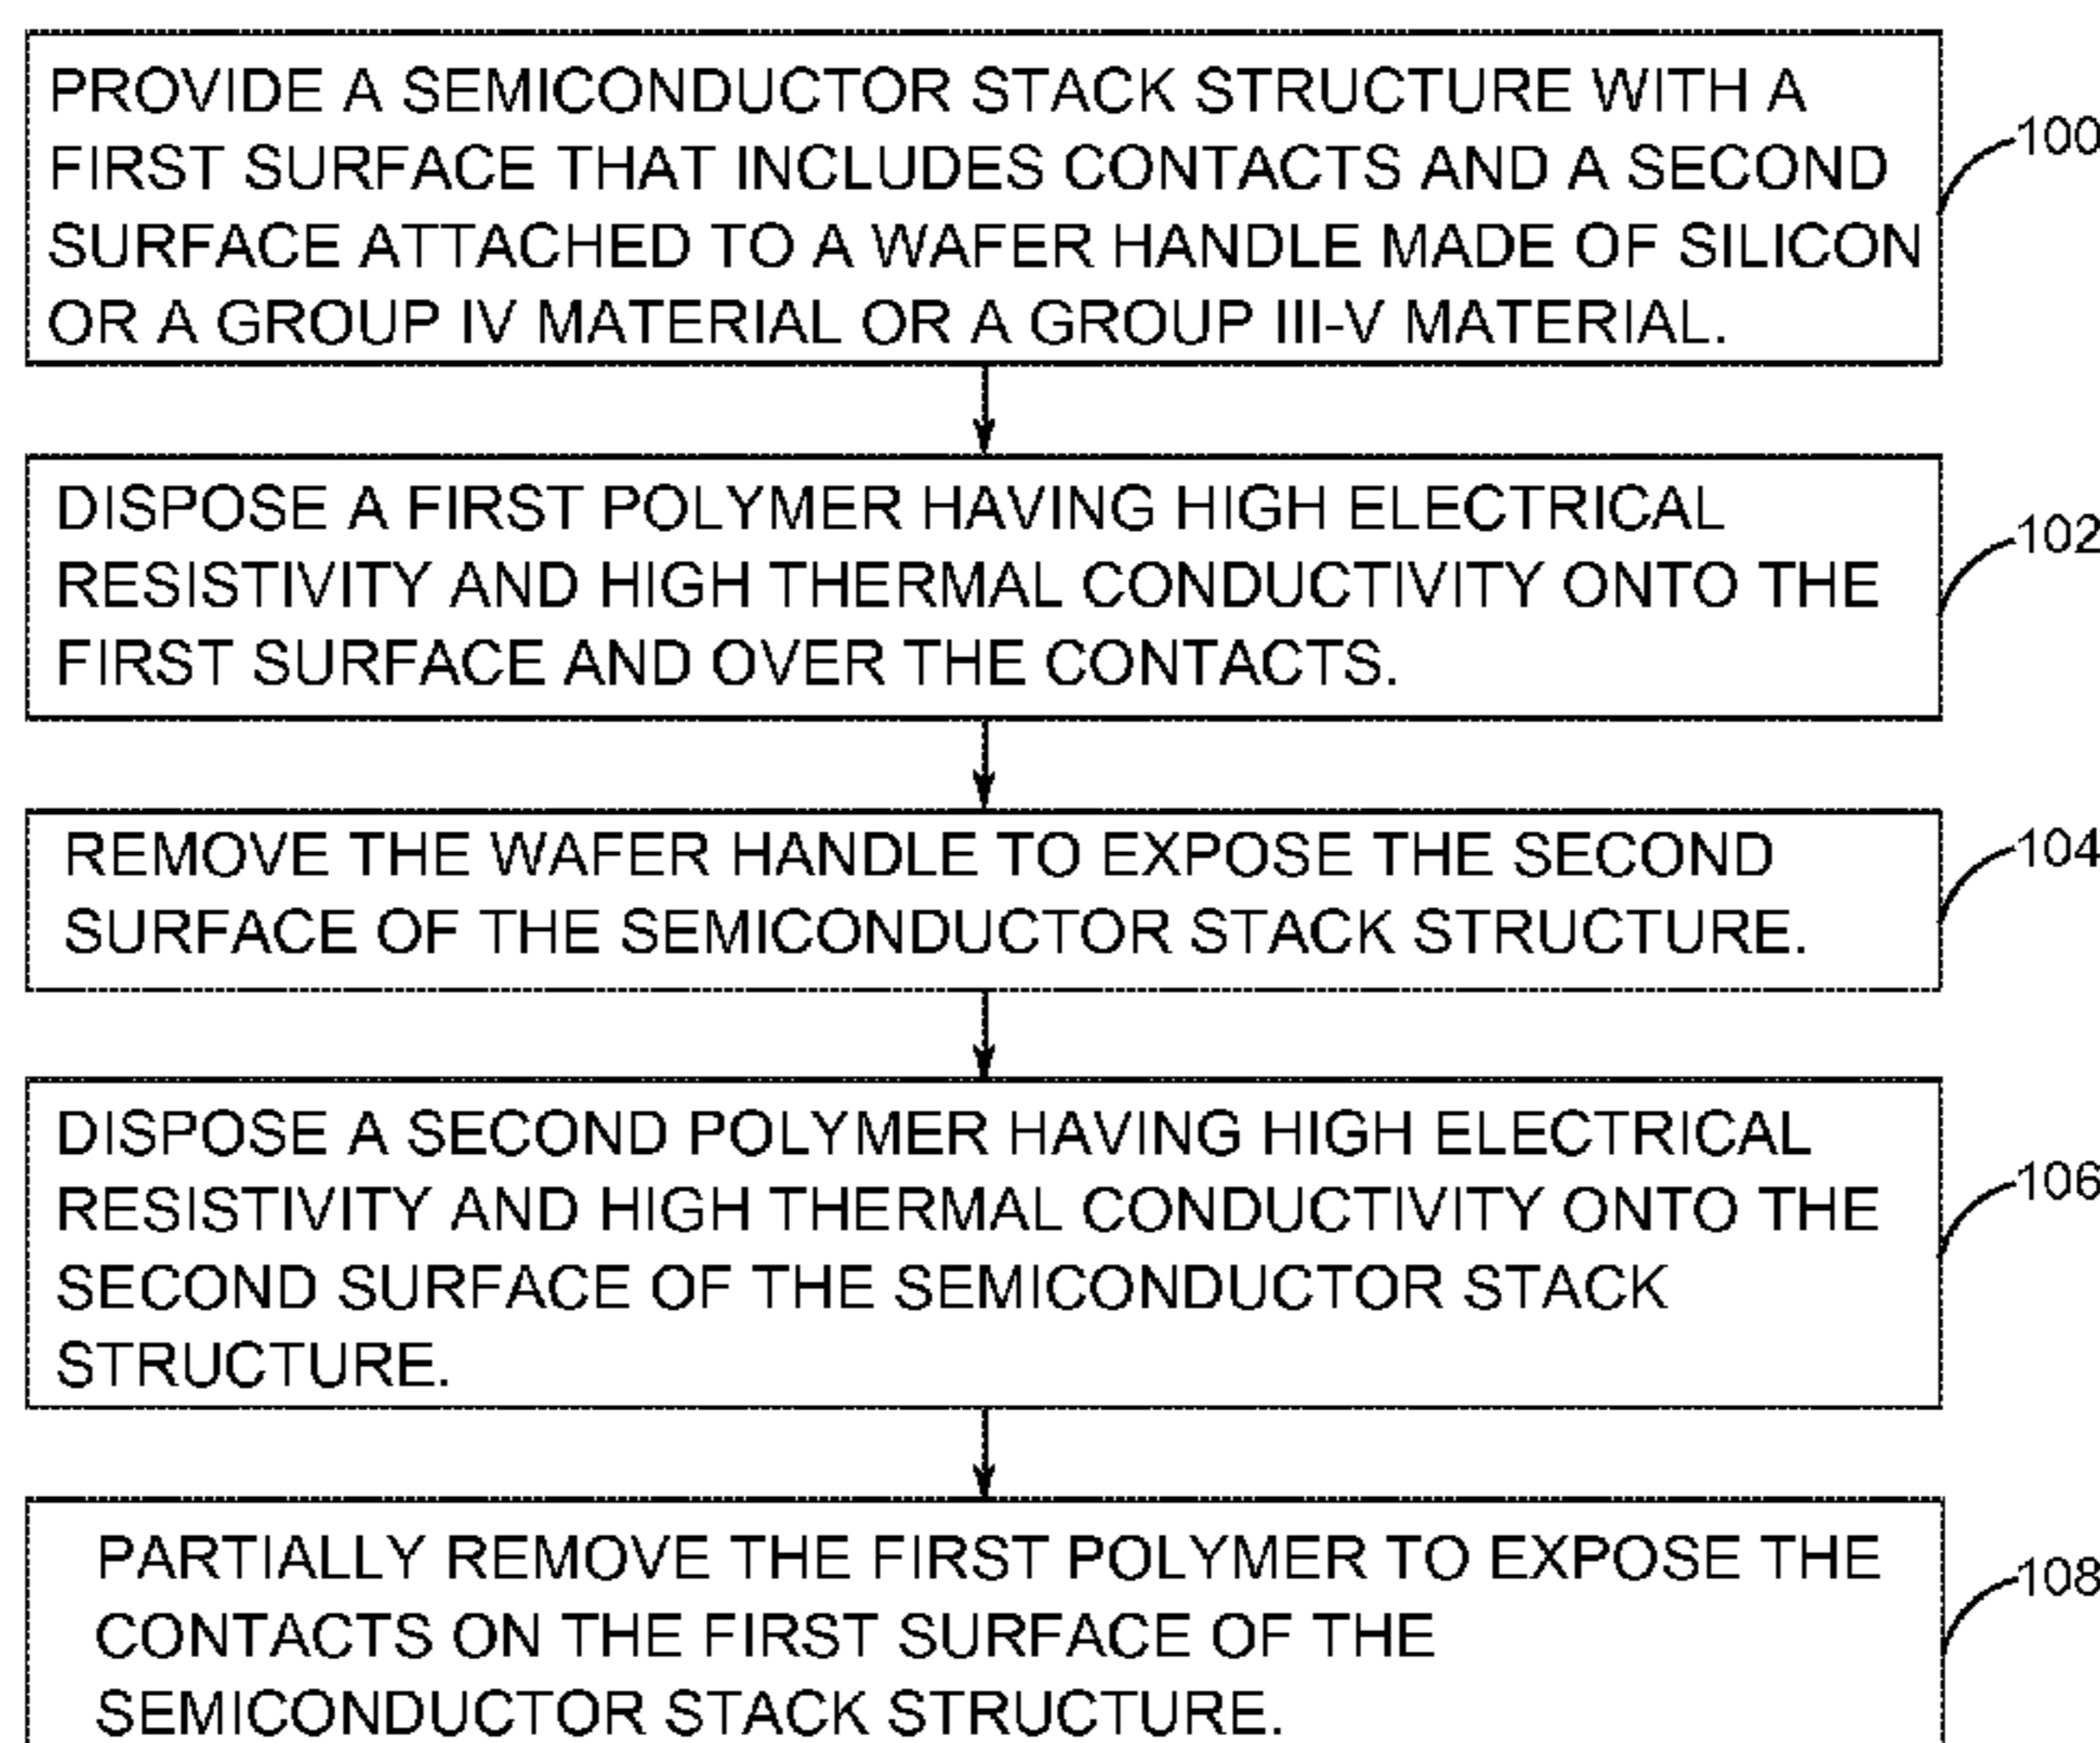 PROVIDE A SEMICONDUCTOR STACK STRUCTURE WITH A
FIRST SURFACE THAT INCLUDES CONTACTS AND A SECOND
SURFACE ATTACHED TO A WAFER HANDLE MADE OF SILICON
OR A GROUP IV MATERIAL OR A GROUP III-V MATERIAL.
100
DISPOSE A FIRST POLYMER HAVING HIGH ELECTRICAL
RESISTIVITY AND HIGH THERMAL CONDUCTIVITY ONTO THE
FIRST SURFACE AND OVER THE CONTACTS.
102
REMOVE THE WAFER HANDLE TO EXPOSE THE SECOND
SURFACE OF THE SEMICONDUCTOR STACK STRUCTURE.
104
DISPOSE A SECOND POLYMER HAVING HIGH ELECTRICAL
RESISTIVITY AND HIGH THERMAL CONDUCTIVITY ONTO THE
SECOND SURFACE OF THE SEMICONDUCTOR STACK
STRUCTURE.
106
PARTIALLY REMOVE THE FIRST POLYMER TO EXPOSE THE
CONTACTS ON THE FIRST SURFACE OF THE
SEMICONDUCTOR STACK STRUCTURE.
108